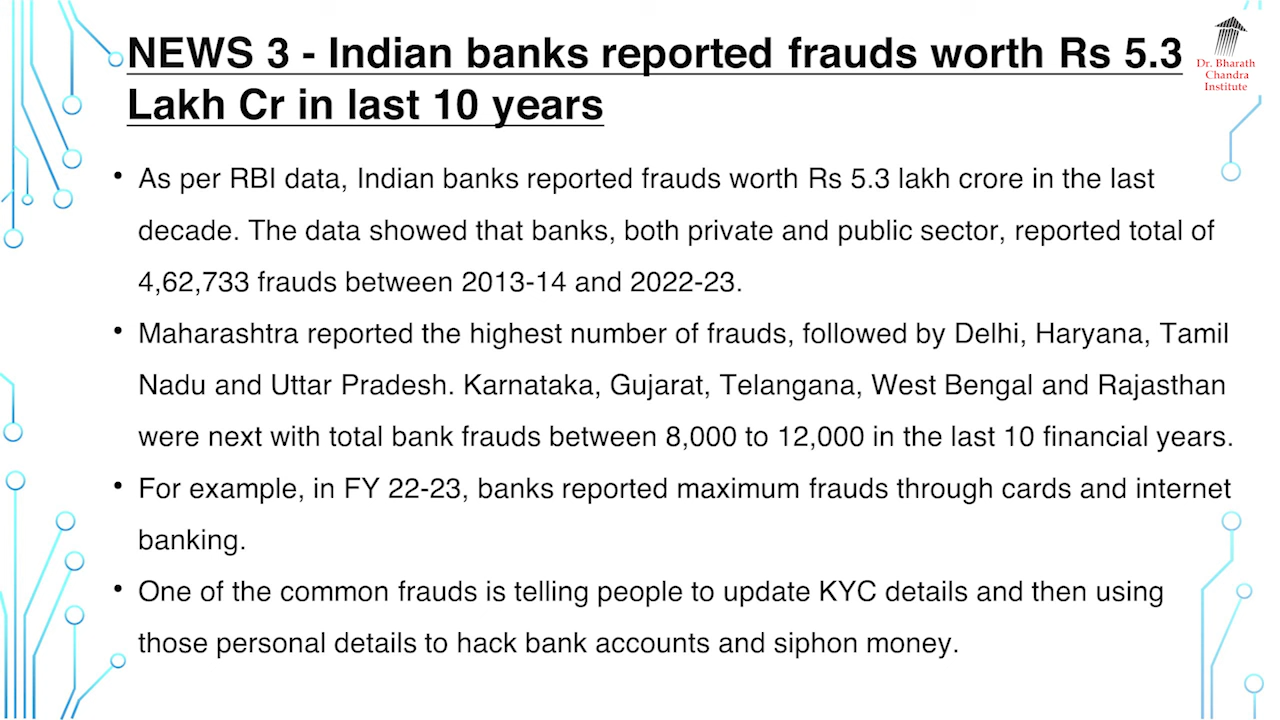 NEWS 3 - Indian banks reported frauds worth Rs 5.3
Lakh Cr in last 10 years
Dr. Bharath
Chandra
Institute
• As per RBI data, Indian banks reported frauds worth Rs 5.3 lakh crore in the last
decade. The data showed that banks, both private and public sector, reported total of
4,62,733 frauds between 2013-14 and 2022-23.
• Maharashtra reported the highest number of frauds, followed by Delhi, Haryana, Tamil
Nadu and Uttar Pradesh. Karnataka, Gujarat, Telangana, West Bengal and Rajasthan
were next with total bank frauds between 8,000 to 12,000 in the last 10 financial years.
• For example, in FY 22-23, banks reported maximum frauds through cards and internet
banking.
• One of the common frauds is telling people to update KYC details and then using
those personal details to hack bank accounts and siphon money.